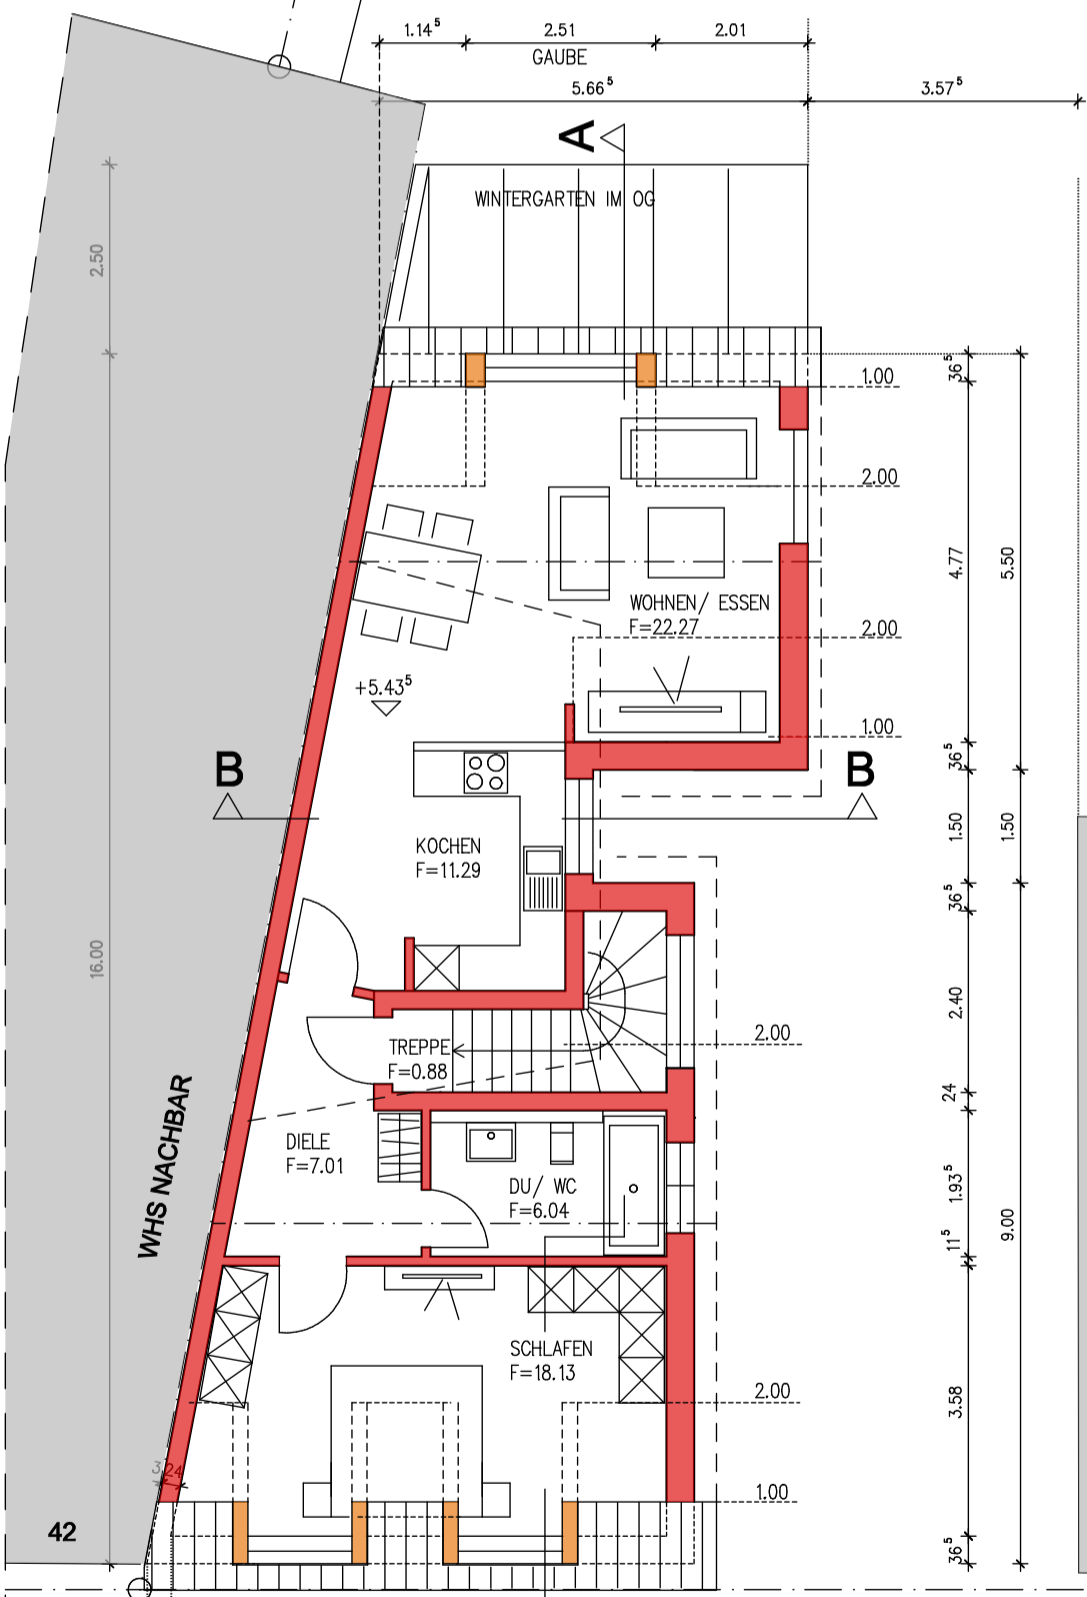 1.14⁵ 2.51 2.01
GAUBE
5.66⁵ 3.57⁵
A
WINTERGARTEN IM OG
2.50
36⁵
1.00
2.00
4.77
5.50
WOHNEN/ ESSEN
F=22.27
2.00
+5.43⁵
1.00
36⁵
B
B
1.50
1.50
KOCHEN
F=11.29
36⁵
16.00
2.40
2.00
TREPPE
F=0.88
24
WHS NACHBAR
DIELE
F=7.01
DU/ WC
F=6.04
1.93⁵
9.00
11⁵
SCHLAFEN
F=18.13
2.00
3.58
3
24
1.00
42
36⁵